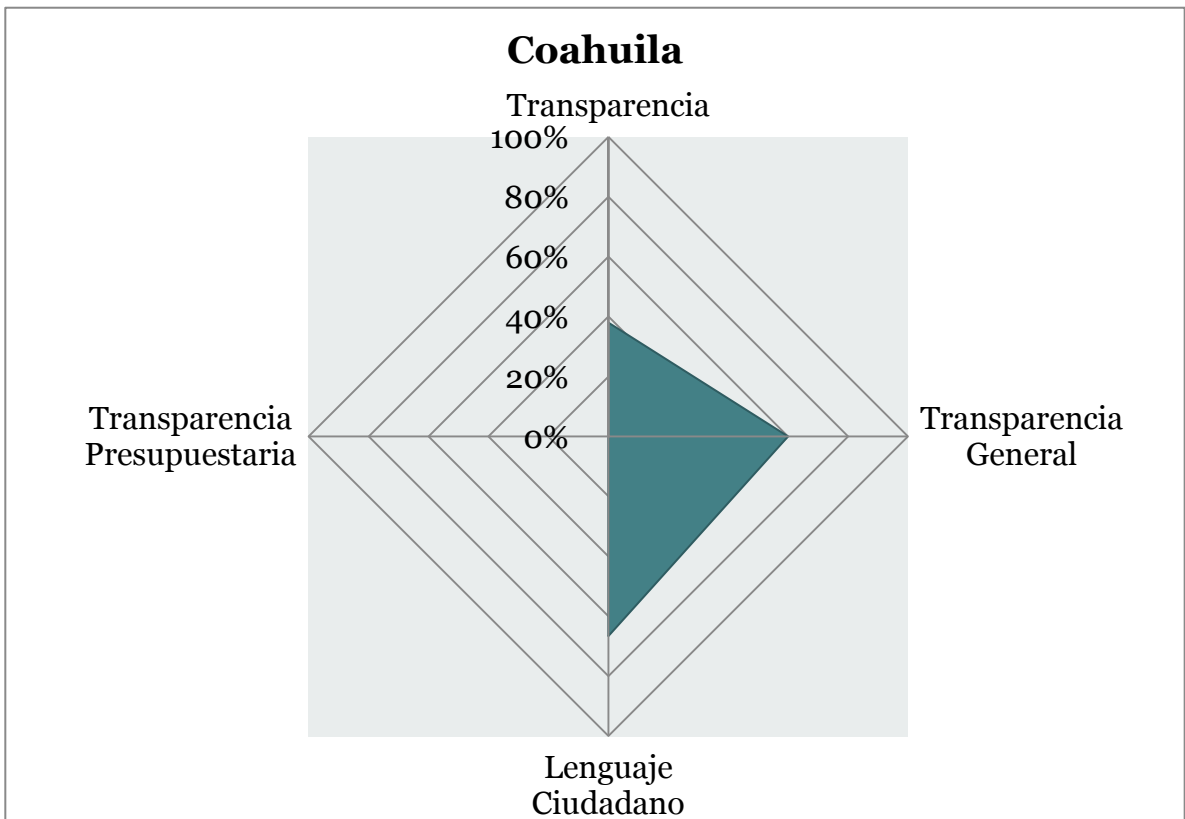 Coahuila
Transparencia
100%
80%
60%
40%
20%
0%
Transparencia
Presupuestaria
Transparencia
General
Lenguaje
Ciudadano